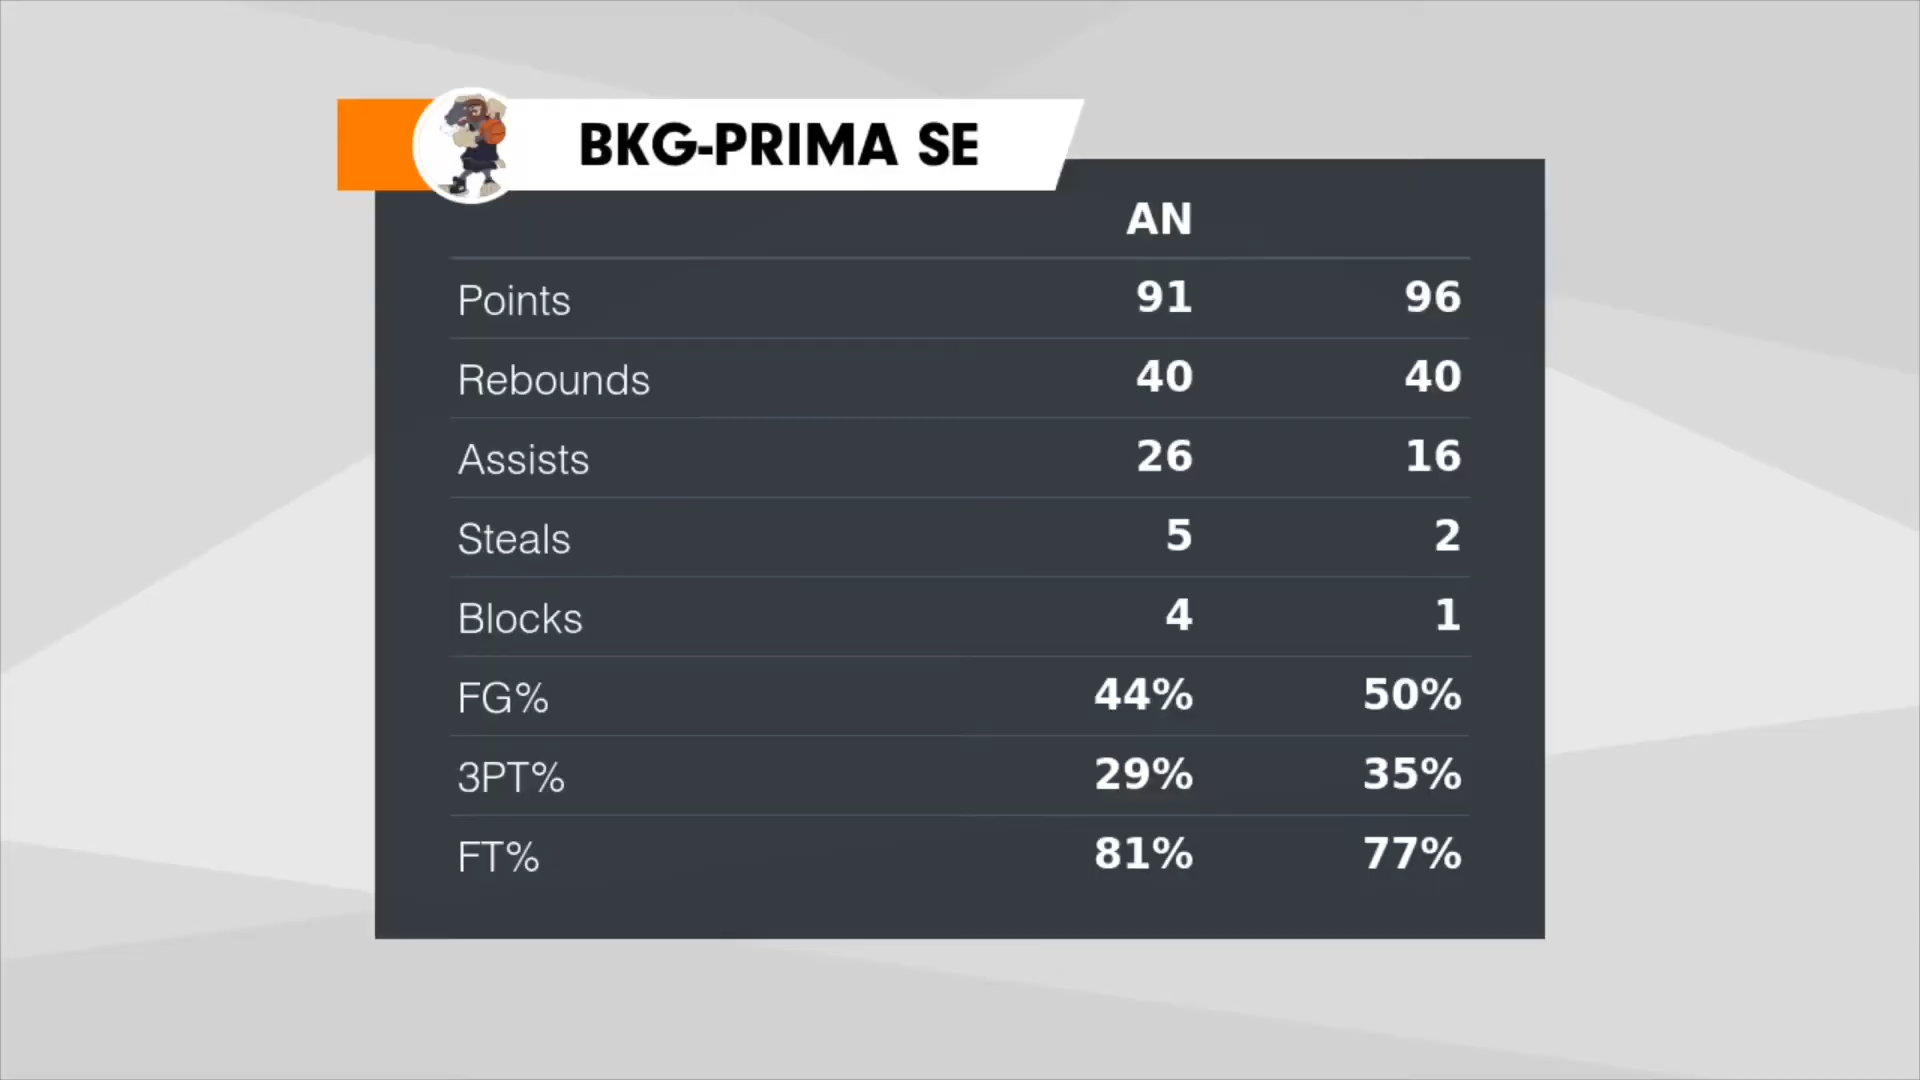 BKG-PRIMA SE
AN
Points 91 96
Rebounds 40 40
Assists 26 16
Steals 5 2
Blocks 4 1
FG% 44% 50%
3PT% 29% 35%
FT% 81% 77%